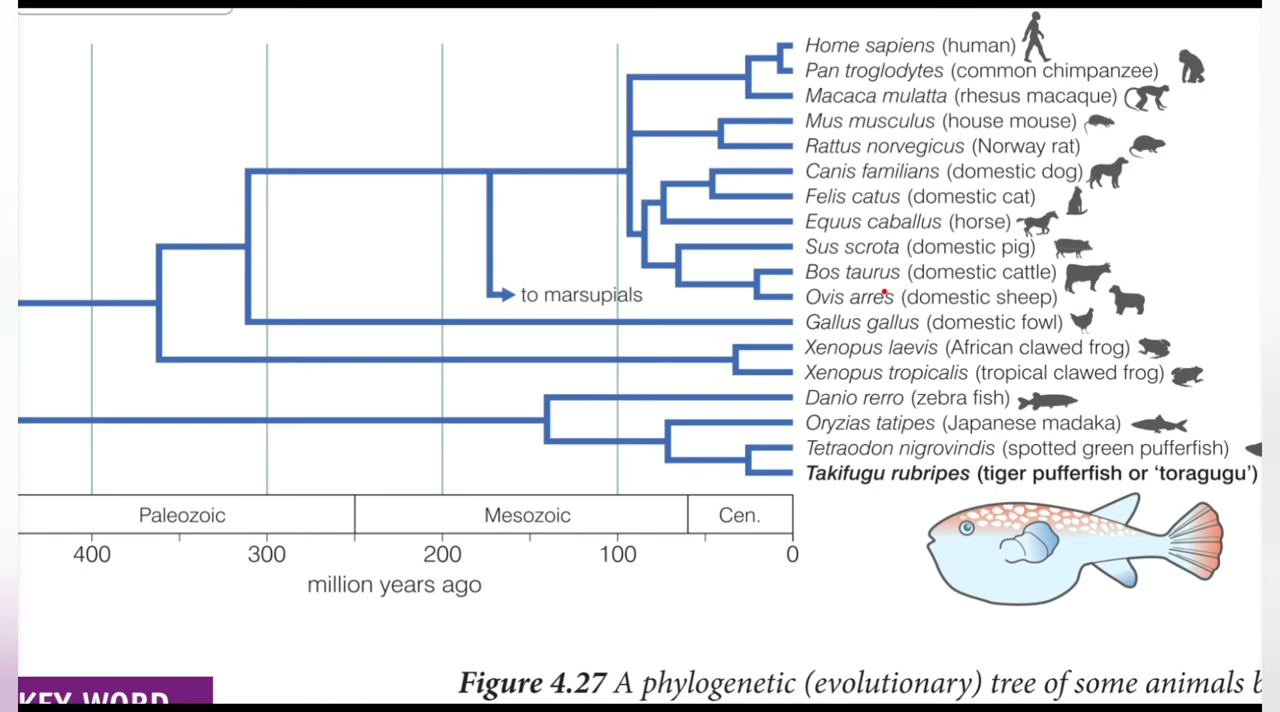 Home sapiens (human)
Pan troglodytes (common chimpanzee)
Macaca mulatta (rhesus macaque)
Mus musculus (house mouse)
Rattus norvegicus (Norway rat)
Canis familians (domestic dog)
Felis catus (domestic cat)
Equus caballus (horse)
Sus scrota (domestic pig)
Bos taurus (domestic cattle)
to marsupials
Ovis arres (domestic sheep)
Gallus gallus (domestic fowl)
Xenopus laevis (African clawed frog)
Xenopus tropicalis (tropical clawed frog)
Danio rerro (zebra fish)
Oryzias tatipes (Japanese madaka)
Tetraodon nigrovindis (spotted green pufferfish)
Takifugu rubripes (tiger pufferfish or ‘toragugu’)
Paleozoic Mesozoic Cen.
400 300 200 100 0
million years ago
Figure 4.27 A phylogenetic (evolutionary) tree of some animals b
KEY WORD